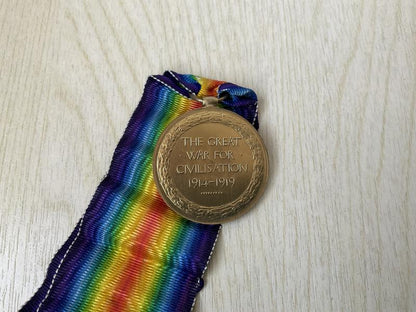 THE GREAT
WAR FOR
CIVILISATION
1914-1919